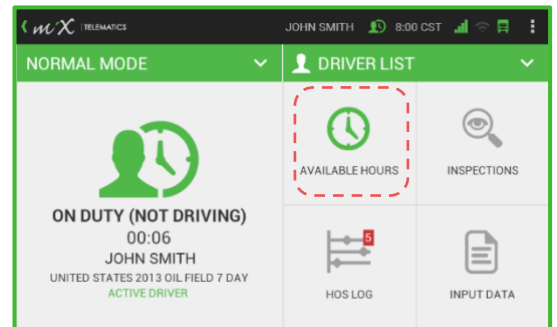 mix TELEMATICS JOHN SMITH 8:00 CST
NORMAL MODE
DRIVER LIST
AVAILABLE HOURS
INSPECTIONS
ON DUTY (NOT DRIVING)
00:06
JOHN SMITH
UNITED STATES 2013 OIL FIELD 7 DAY
ACTIVE DRIVER
5
HOS LOG
INPUT DATA